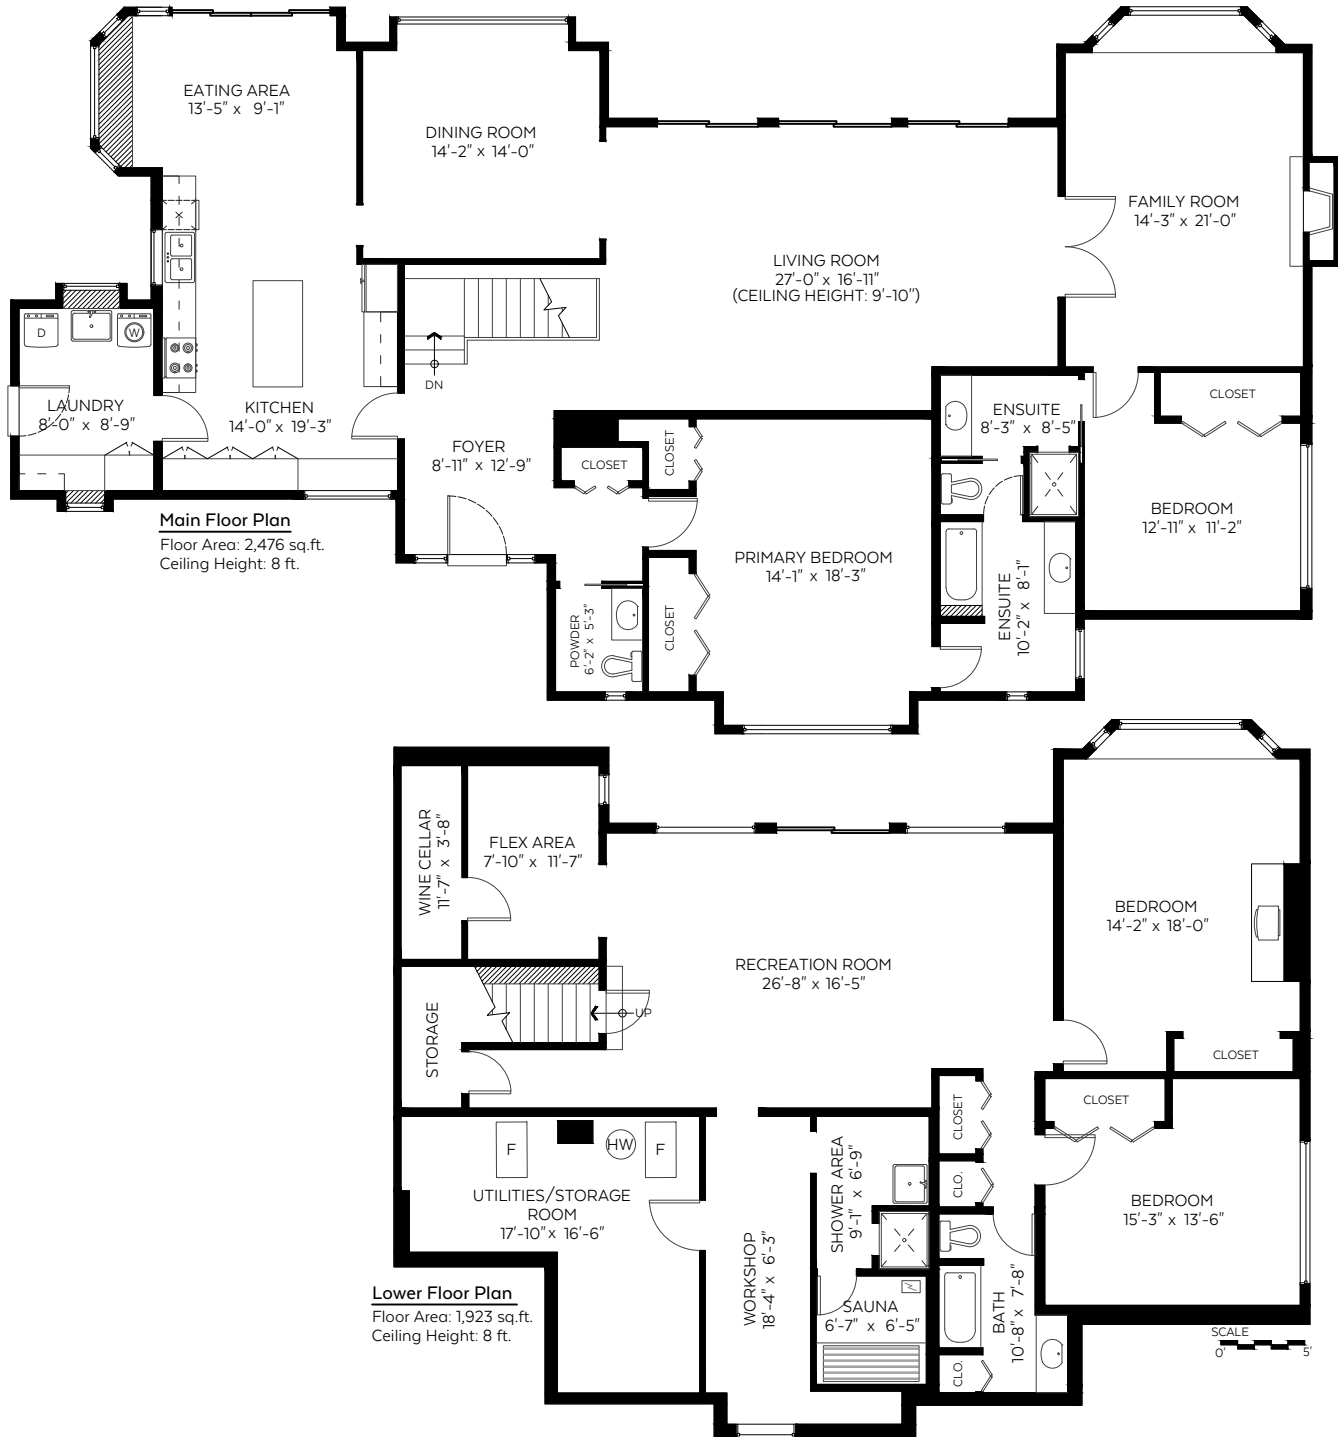 EATING AREA
13'-5" x 9'-1"
DINING ROOM
14'-2" x 14'-0"
FAMILY ROOM
14'-3" x 21'-0"
LIVING ROOM
27'-0" x 16'-11"
(CEILING HEIGHT: 9'-10")
D
W
DN
LAUNDRY
8'-0" x 8'-9"
KITCHEN
14'-0" x 19'-3"
FOYER
8'-11" x 12'-9"
CLOSET
CLOSET
ENSUITE
8'-3" x 8'-5"
CLOSET
BEDROOM
12'-11" x 11'-2"
PRIMARY BEDROOM
14'-1" x 18'-3"
CLOSET
POWDER
6'-2" x 5'-3"
ENSUITE
10'-2" x 8'-1"
Main Floor Plan
Floor Area: 2,476 sq.ft.
Ceiling Height: 8 ft.
WINE CELLAR
11'-7" x 3'-8"
FLEX AREA
7'-10" x 11'-7"
BEDROOM
14'-2" x 18'-0"
RECREATION ROOM
26'-8" x 16'-5"
UP
STORAGE
CLOSET
CLOSET
CLOSET
CLO.
F
HW
F
UTILITIES/STORAGE
ROOM
17'-10" x 16'-6"
SHOWER AREA
9'-1" x 6'-9"
BEDROOM
15'-3" x 13'-6"
WORKSHOP
18'-4" x 6'-3"
SAUNA
6'-7" x 6'-5"
BATH
10'-8" x 7'-8"
CLO.
Lower Floor Plan
Floor Area: 1,923 sq.ft.
Ceiling Height: 8 ft.
SCALE
0' 5'